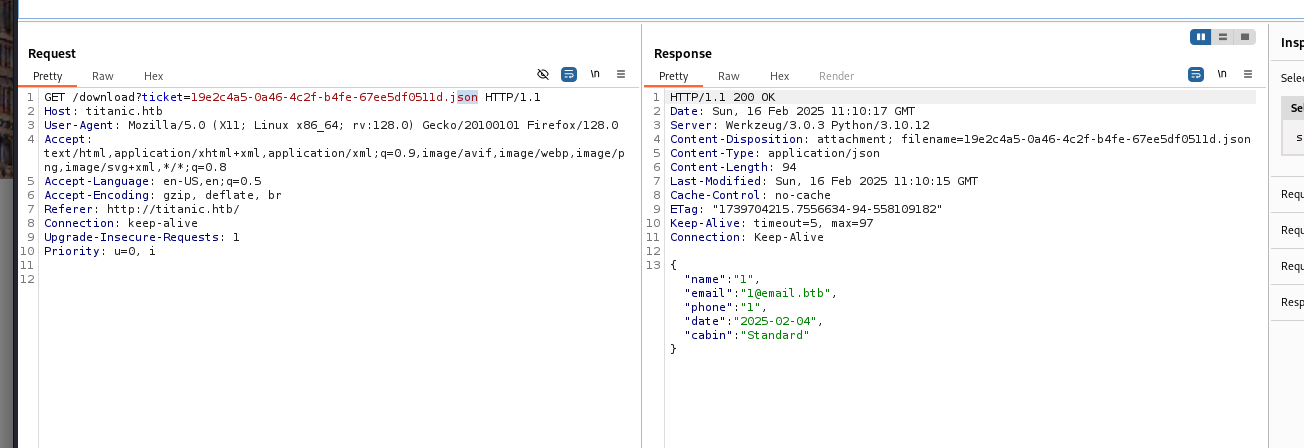 Request
Pretty Raw Hex \n
1 GET /download?ticket=19e2c4a5-0a46-4c2f-b4fe-67ee5df0511d.json HTTP/1.1
2 Host: titanic.htb
3 User-Agent: Mozilla/5.0 (X11; Linux x86_64; rv:128.0) Gecko/20100101 Firefox/128.0
4 Accept:
text/html,application/xhtml+xml,application/xml;q=0.9,image/avif,image/webp,image/p
ng,image/svg+xml,*/*;q=0.8
5 Accept-Language: en-US,en;q=0.5
6 Accept-Encoding: gzip, deflate, br
7 Referer: http://titanic.htb/
8 Connection: keep-alive
9 Upgrade-Insecure-Requests: 1
10 Priority: u=0, i
11
12
Response
Pretty Raw Hex Render \n
1 HTTP/1.1 200 OK
2 Date: Sun, 16 Feb 2025 11:10:17 GMT
3 Server: Werkzeug/3.0.3 Python/3.10.12
4 Content-Disposition: attachment; filename=19e2c4a5-0a46-4c2f-b4fe-67ee5df0511d.json
5 Content-Type: application/json
6 Content-Length: 94
7 Last-Modified: Sun, 16 Feb 2025 11:10:15 GMT
8 Cache-Control: no-cache
9 ETag: "1739704215.7556634-94-558109182"
10 Keep-Alive: timeout=5, max=97
11 Connection: Keep-Alive
12
13 {
"name":"1",
"email":"1@email.btb",
"phone":"1",
"date":"2025-02-04",
"cabin":"Standard"
}
Insp
Selec
Sel
s
Requ
Requ
Requ
Resp